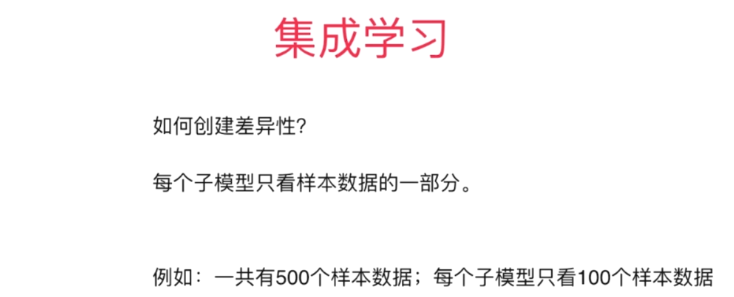 集成学习
如何创建差异性?
每个子模型只看样本数据的一部分。
例如：一共有500个样本数据；每个子模型只看100个样本数据